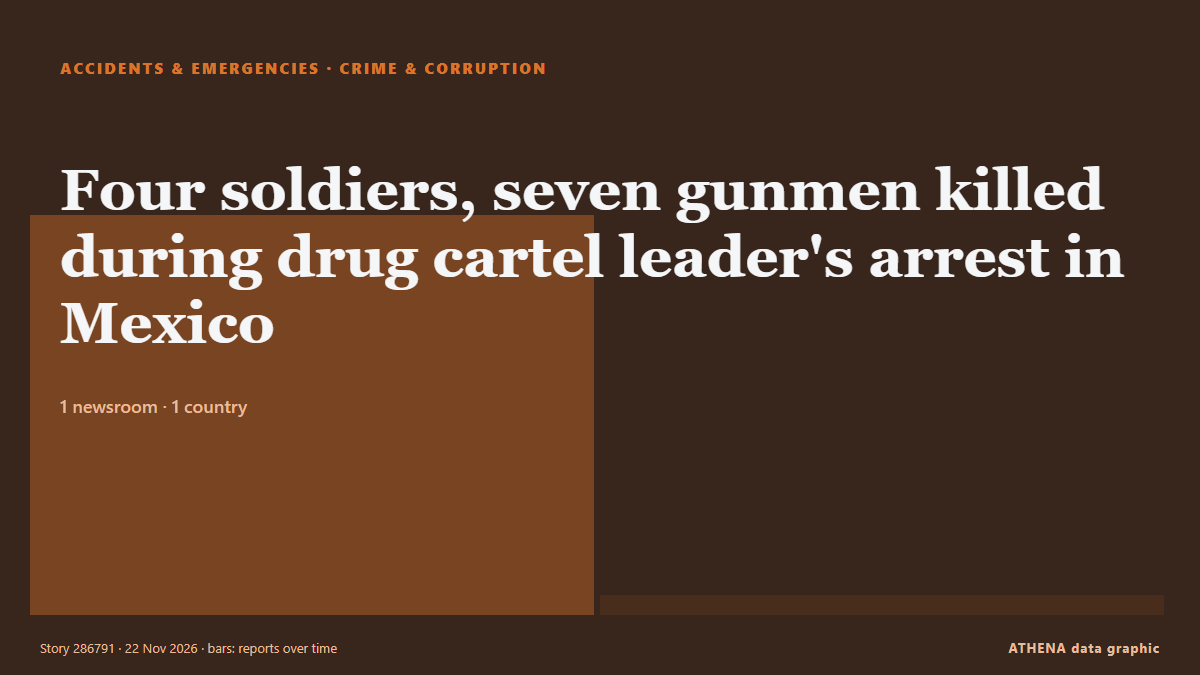 ACCIDENTS & EMERGENCIES · CRIME & CORRUPTION
Four soldiers, seven gunmen killed
during drug cartel leader's arrest in
Mexico
1 newsroom · 1 country
Story 286791 · 22 Nov 2026 · bars: reports over time
ATHENA data graphic